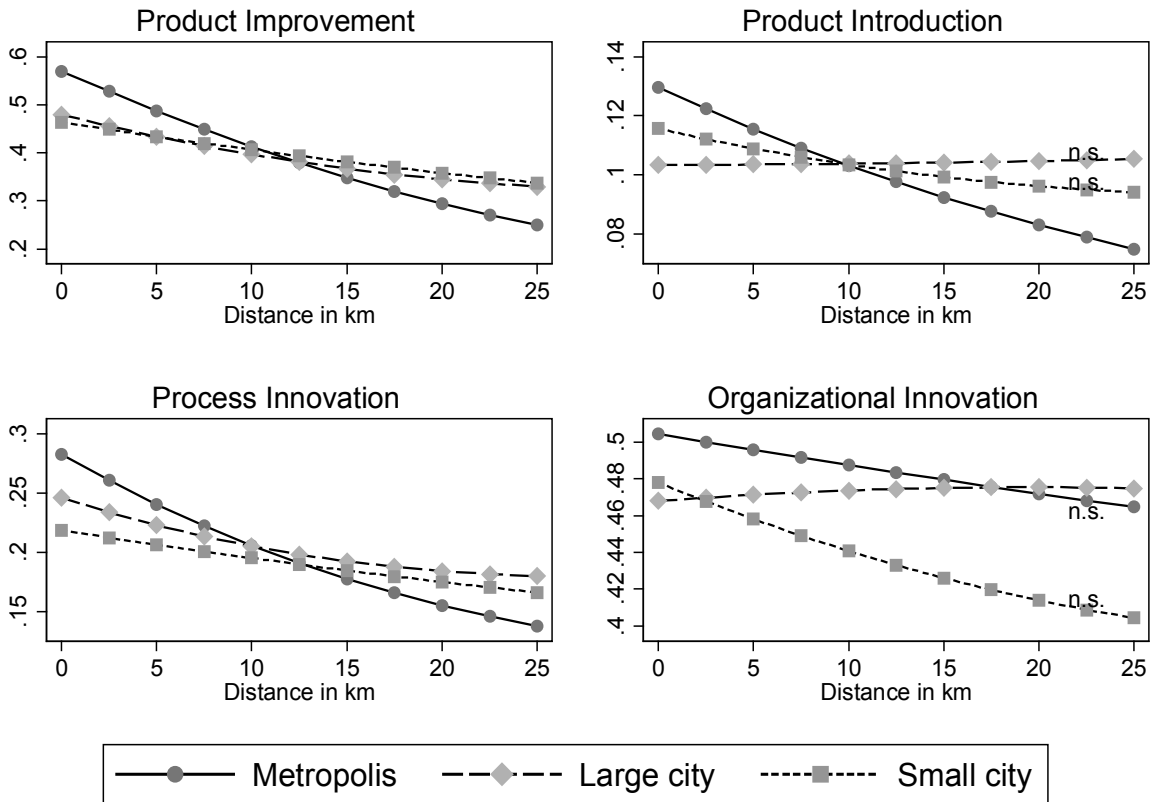 Product Improvement
.6
.5
.4
.3
.2
0 5 10 15 20 25
Distance in km
Product Introduction
.14
.12
.1
.08
n.s.
n.s.
0 5 10 15 20 25
Distance in km
Process Innovation
.3
.25
.2
.15
0 5 10 15 20 25
Distance in km
Organizational Innovation
.5
.48
.46
.44
.42
.4
n.s.
n.s.
0 5 10 15 20 25
Distance in km
Metropolis Large city Small city